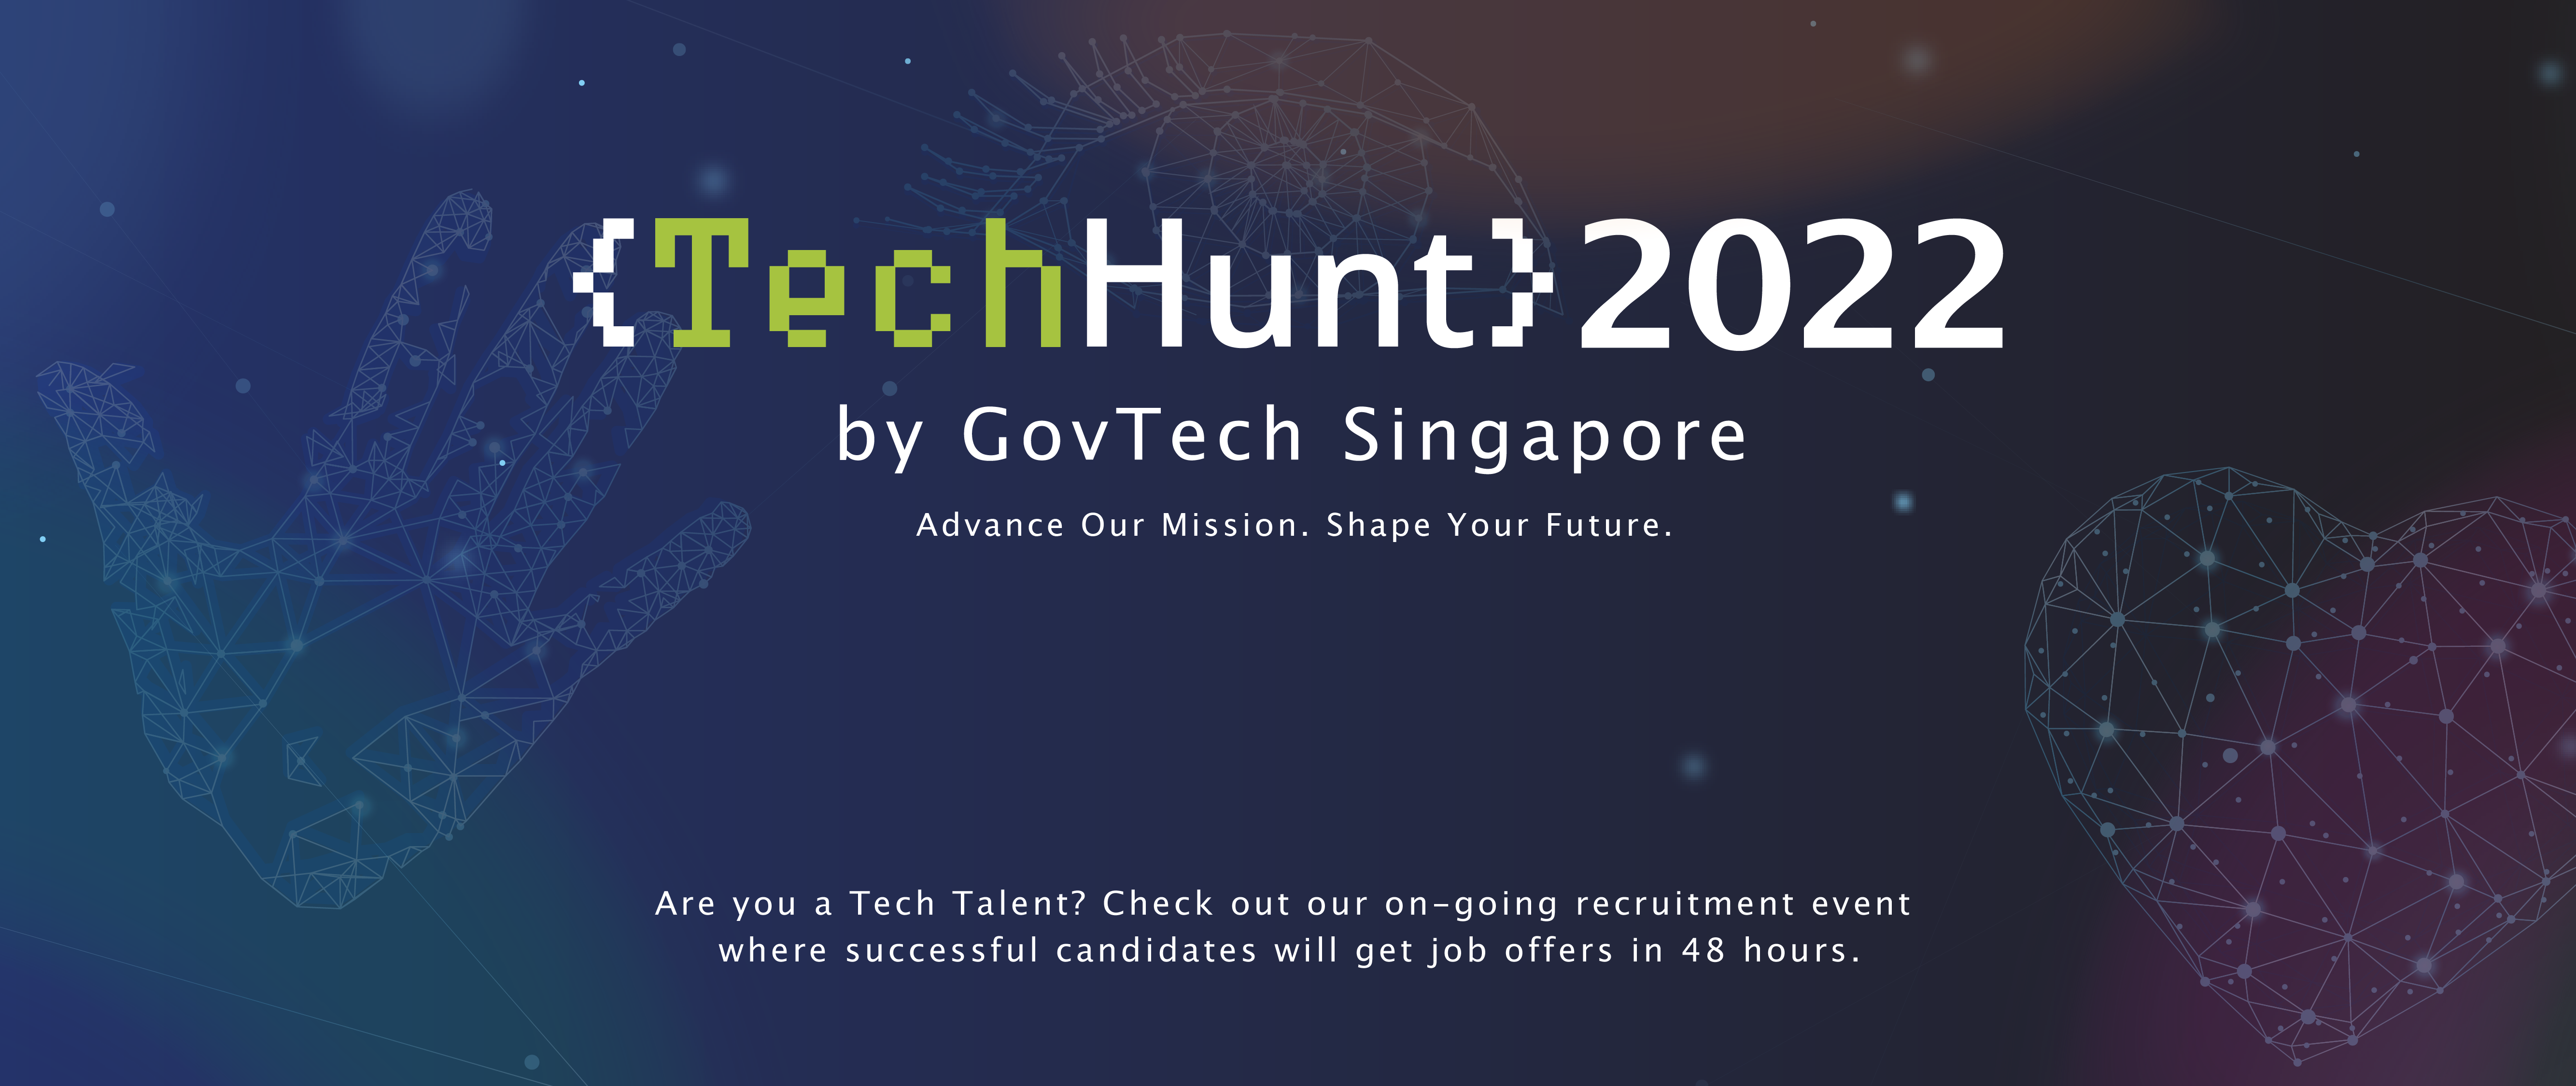 {TechHunt} 2022
by GovTech Singapore
Advance Our Mission. Shape Your Future.
Are you a Tech Talent? Check out our on-going recruitment event
where successful candidates will get job offers in 48 hours.